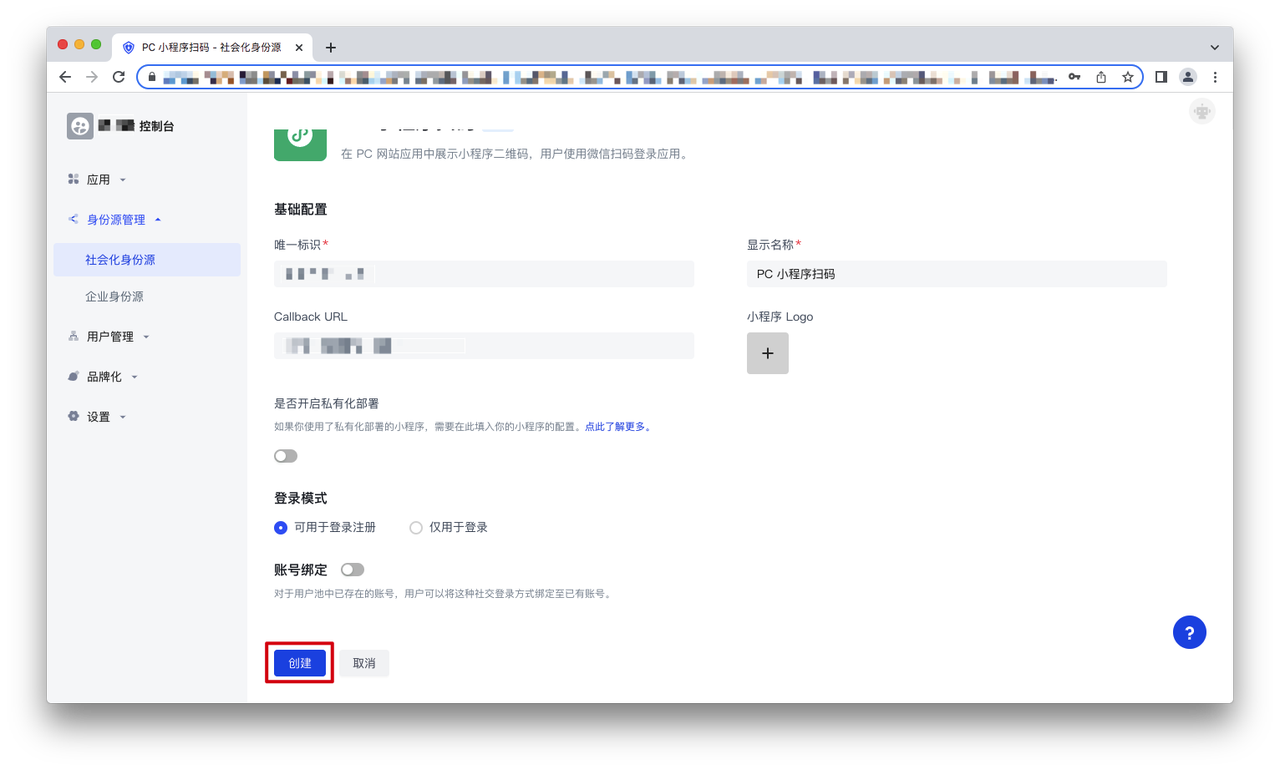 PC 小程序扫码 - 社会化身份源
控制台
应用
身份源管理
社会化身份源
企业身份源
用户管理
品牌化
设置
在 PC 网站应用中展示小程序二维码，用户使用微信扫码登录应用。
基础配置
唯一标识*
显示名称*
PC 小程序扫码
Callback URL
小程序 Logo
+
是否开启私有化部署
如果你使用了私有化部署的小程序，需要在此填入你的小程序的配置。点此了解更多。
登录模式
可用于登录注册
仅用于登录
账号绑定
对于用户池中已存在的账号，用户可以将这种社交登录方式绑定至已有账号。
创建
取消
?